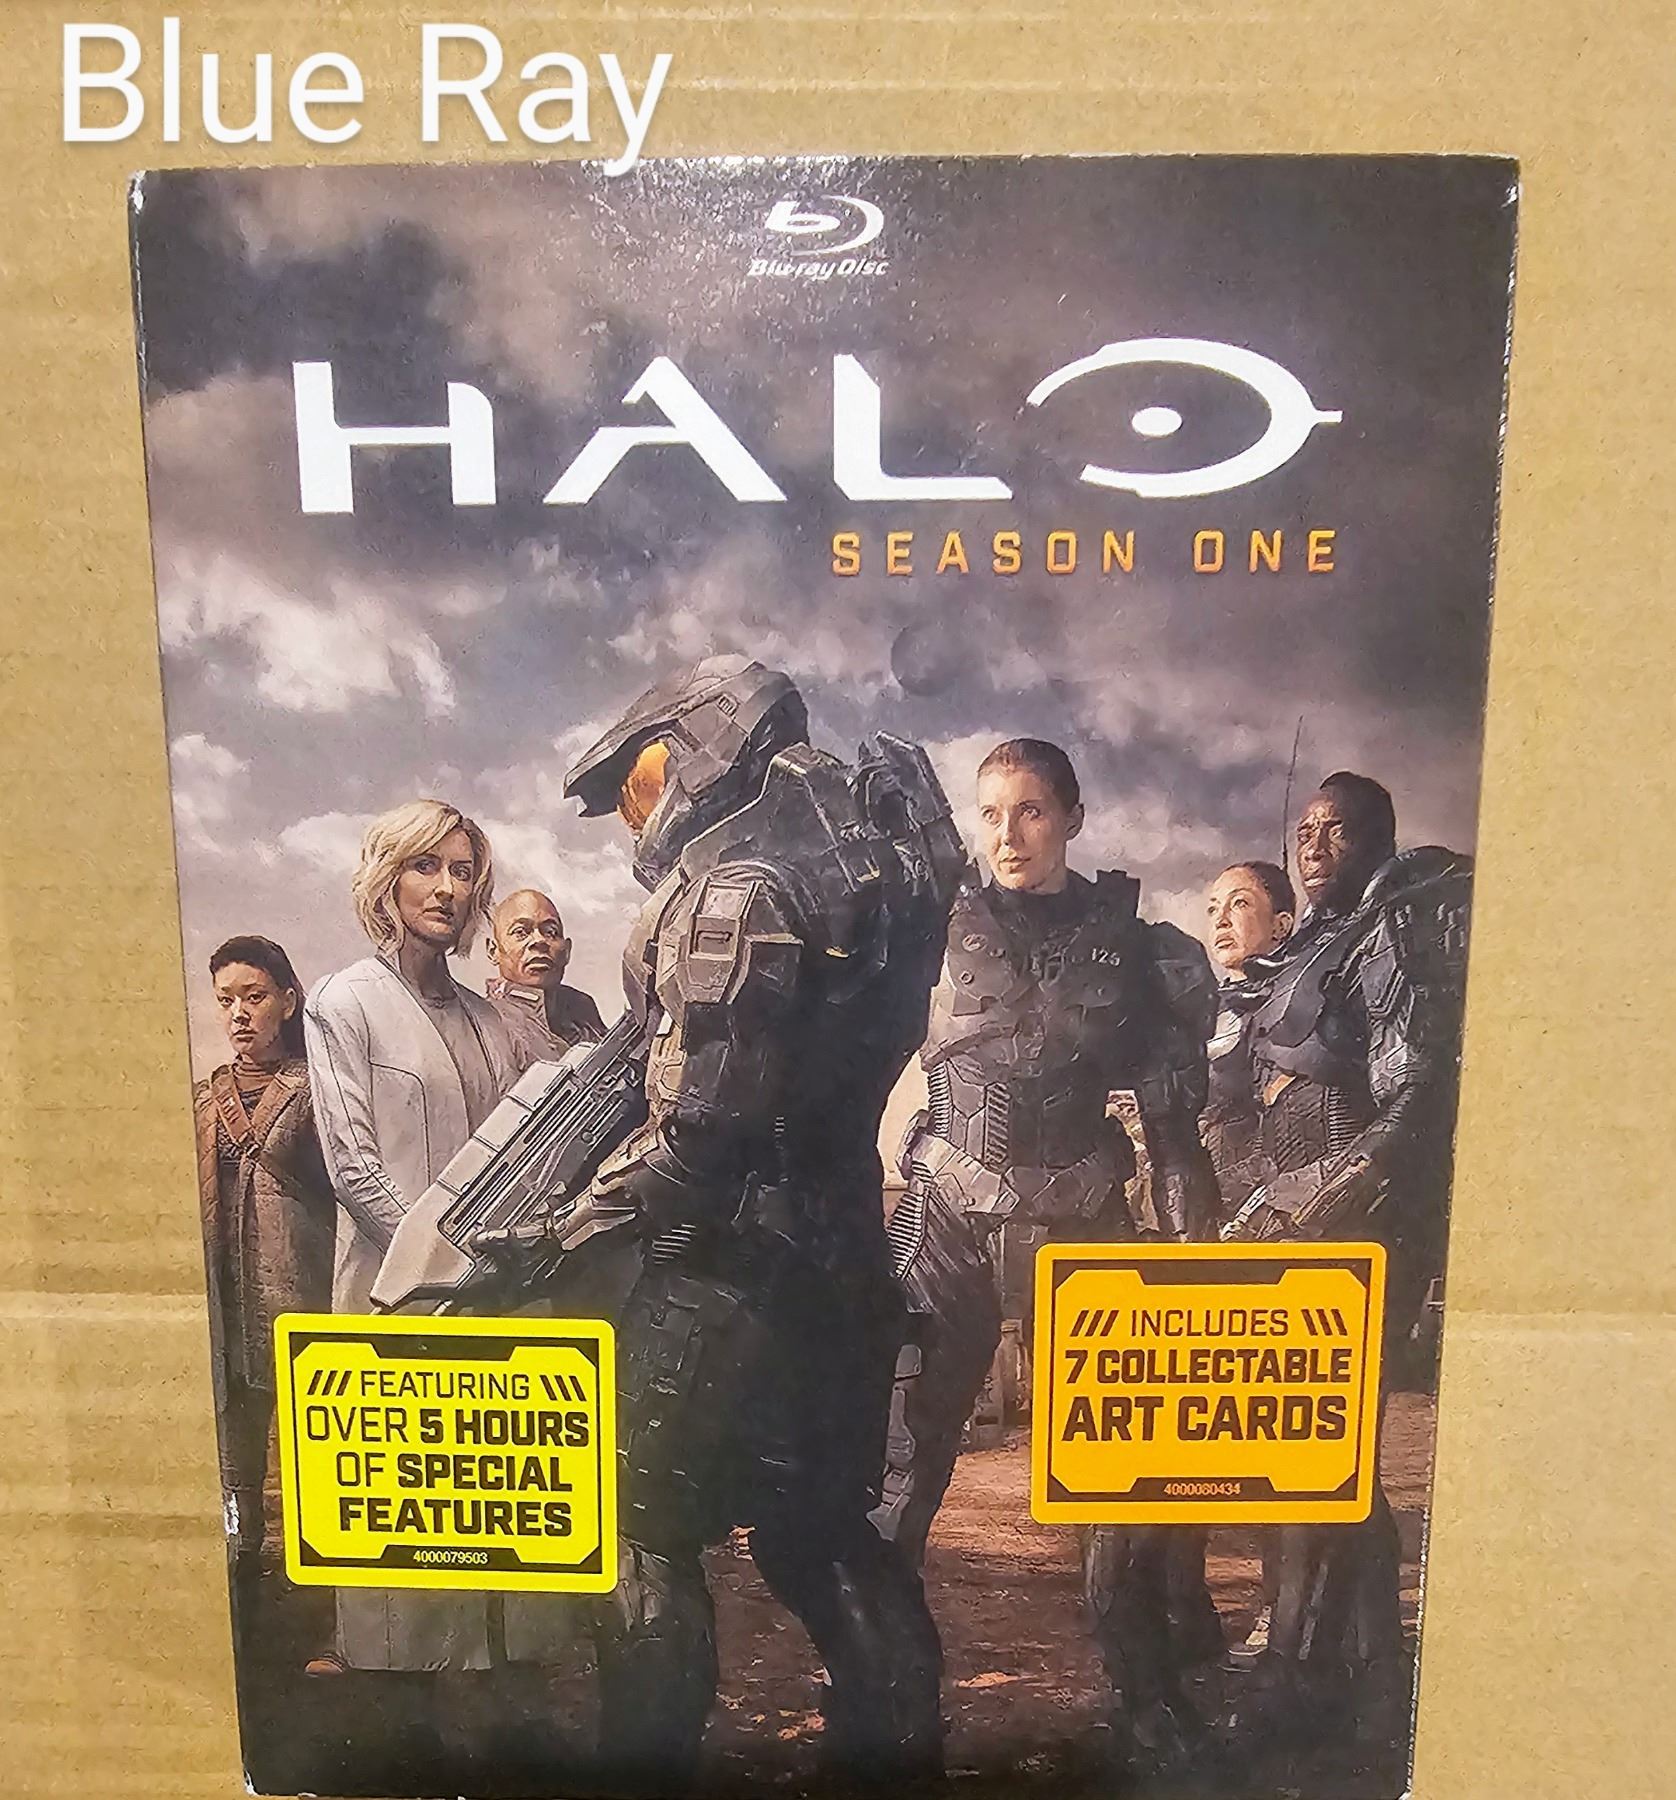 Blue Ray
Blu-ray Disc
HALO
SEASON ONE
125
/// FEATURING \\\
OVER 5 HOURS
OF SPECIAL
FEATURES
4000079503
/// INCLUDES \\\
7 COLLECTABLE
ART CARDS
4000080434